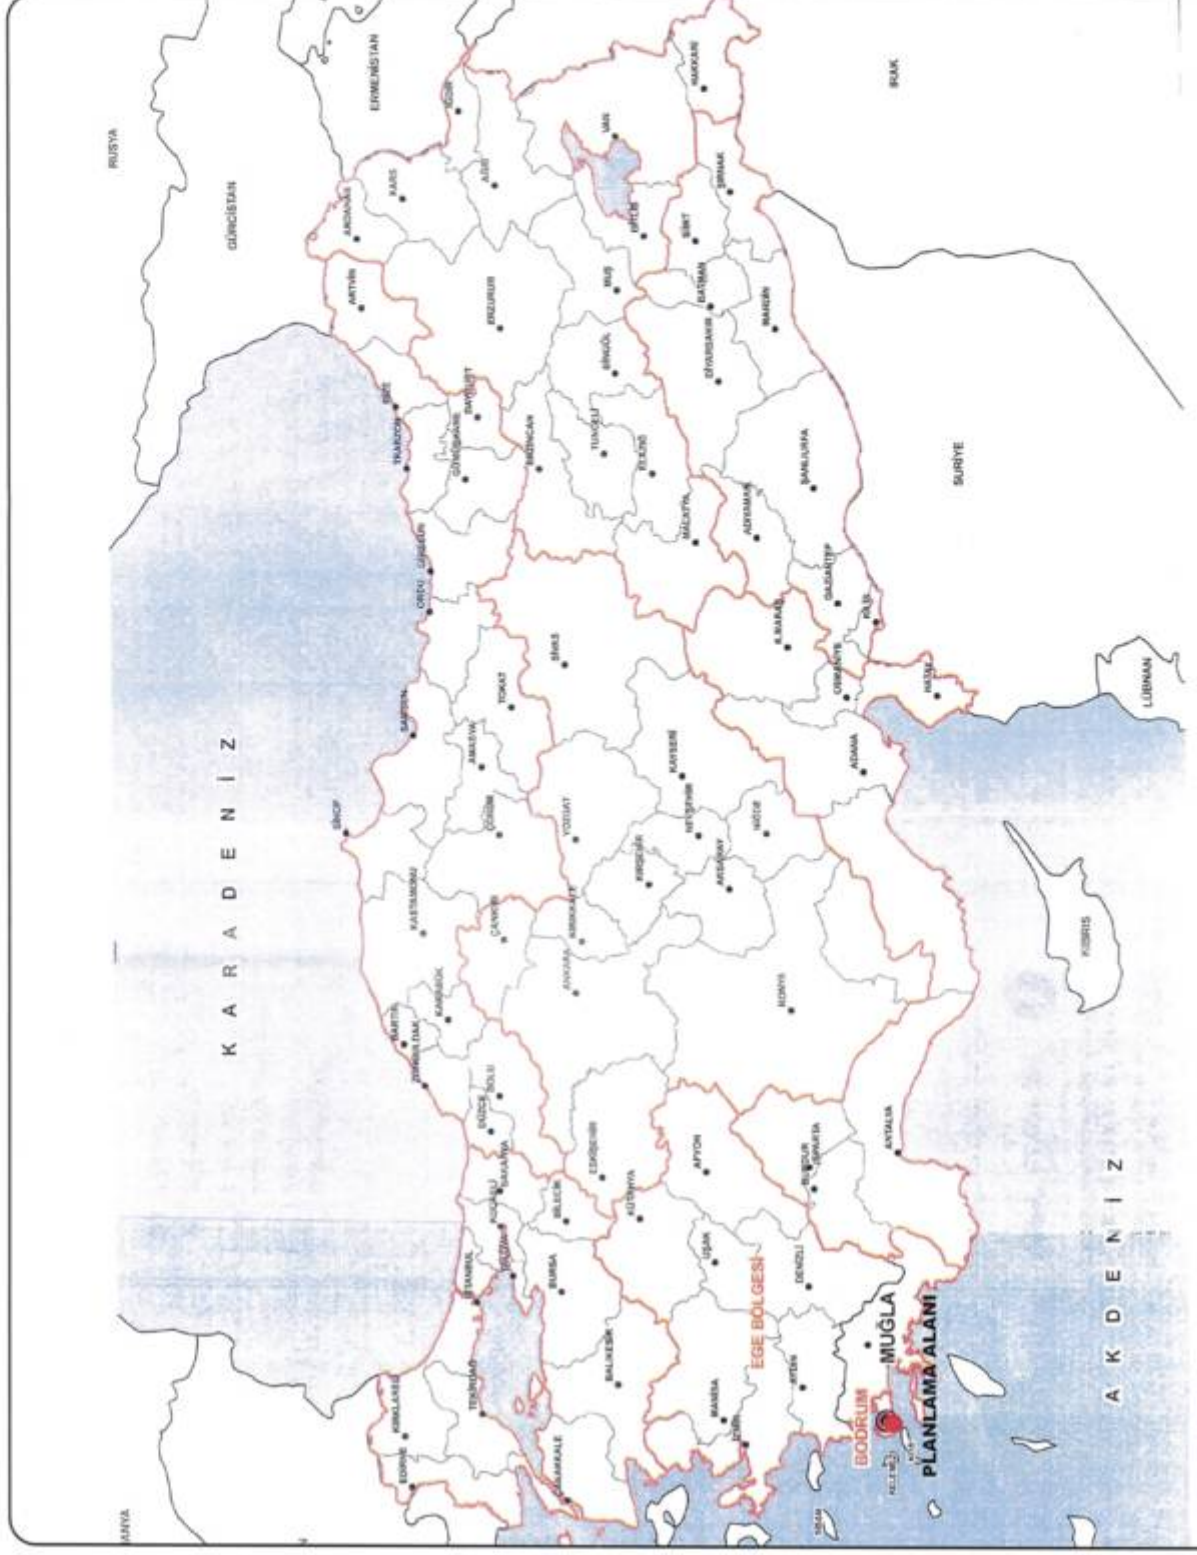 RUSYA
GÜRCİSTAN
ERMENİSTAN
IRAK
SURİYE
LÜBNAN
KIBRIS
K A R A D E N İ Z
A K D E N İ Z
EDİRNE
KIRKLARELİ
TEKİRDAĞ
İSTANBUL
KOCAELİ
SAKARYA
DÜZCE
BOLU
ZONGULDAK
BARTIN
KARABÜK
KASTAMONU
SİNOP
SAMSUN
ORDU
GİRESUN
TRABZON
RİZE
ARTVİN
ARDAHAN
KARS
IĞDIR
AĞRI
ÇANKIRI
ÇORUM
AMASYA
TOKAT
GÜMÜŞHANE
BAYBURT
ERZURUM
ERZİNCAN
ÇANAKKALE
BALIKESİR
BURSA
BİLECİK
ESKİŞEHİR
KÜTAHYA
ANKARA
KIRIKKALE
YOZGAT
SİVAS
TUNCELİ
BİNGÖL
MUŞ
BİTLİS
VAN
HAKKARİ
MANİSA
İZMİR
UŞAK
AFYON
KIRŞEHİR
NEVŞEHİR
KAYSERİ
AKSARAY
NİĞDE
MALATYA
ELAZIĞ
DİYARBAKIR
BATMAN
SİİRT
ŞIRNAK
MARDİN
EGE BÖLGESİ
AYDIN
DENİZLİ
BURDUR
ISPARTA
KONYA
ADANA
OSMANİYE
K.MARAŞ
ADIYAMAN
GAZİANTEP
KİLİS
ŞANLIURFA
HATAY
ANTALYA
BODRUM
MUĞLA
PLANLAMA ALANI